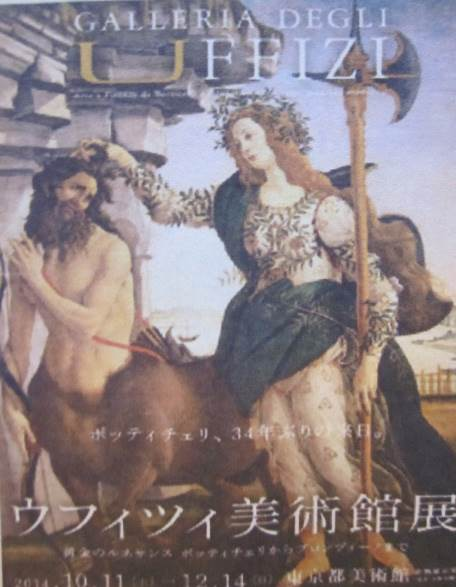 GALLERIA DEGLI
UFFIZI
ボッティチェリ、34年ぶりの来日。
ウフィツィ美術館展
黄金のルネサンス ボッティチェリからブロンヅィーノまで
2014.10.11 12.14 東京都美術館